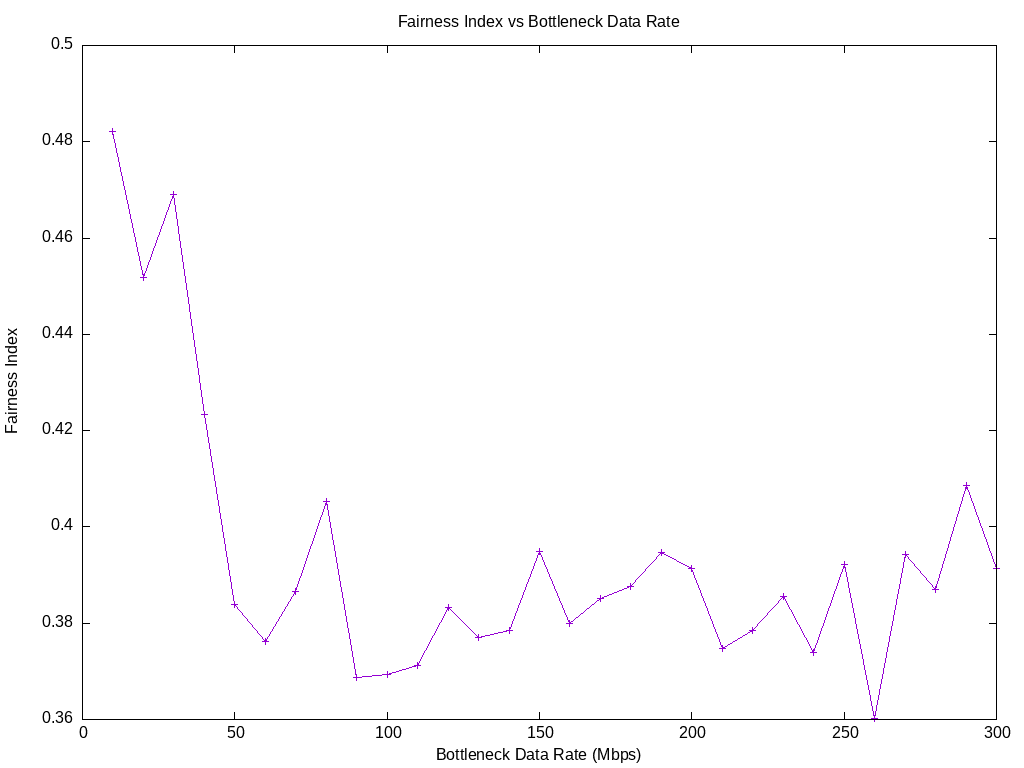 Fairness Index vs Bottleneck Data Rate
0.5
0.48
0.46
0.44
0.42
0.4
0.38
0.36
Fairness Index
0 50 100 150 200 250 300
Bottleneck Data Rate (Mbps)